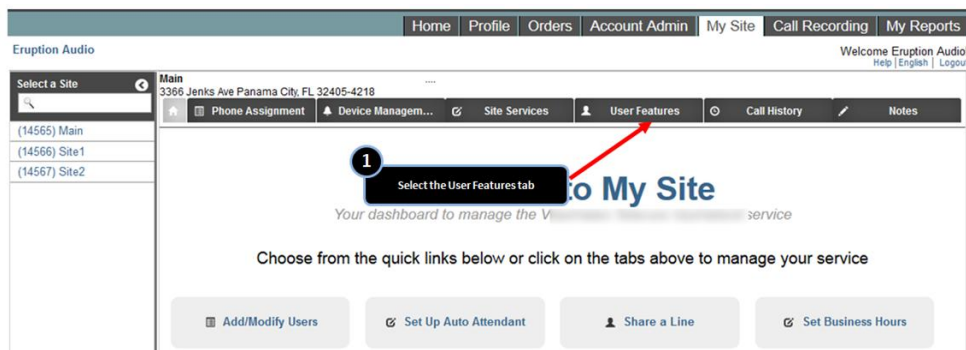 Home Profile Orders Account Admin My Site Call Recording My Reports
Eruption Audio
Welcome Eruption Audio!
Help | English | Logout
Select a Site
Main
3366 Jenks Ave Panama City, FL 32405-4218
Phone Assignment Device Managem... Site Services User Features Call History Notes
(14565) Main
(14566) Site1
(14567) Site2
1
Select the User Features tab
to My Site
Your dashboard to manage the service
Choose from the quick links below or click on the tabs above to manage your service
Add/Modify Users Set Up Auto Attendant Share a Line Set Business Hours